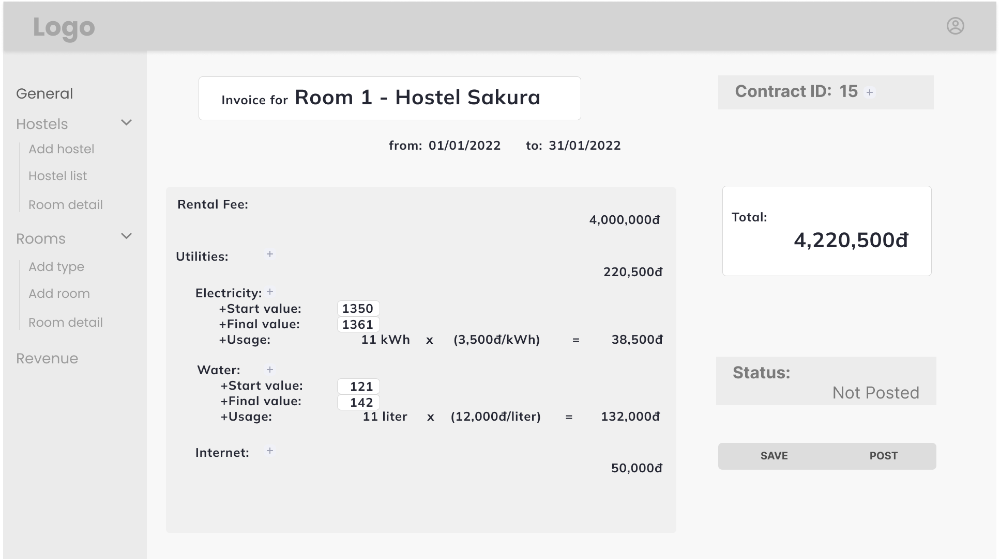 Logo
General
Hostels
Add hostel
Hostel list
Room detail
Rooms
Add type
Add room
Room detail
Revenue
Invoice for Room 1 - Hostel Sakura
from: 01/01/2022 to: 31/01/2022
Rental Fee:
4,000,000đ
Utilities: +
220,500đ
Electricity: +
+Start value: 1350
+Final value: 1361
+Usage: 11 kWh x (3,500đ/kWh) = 38,500đ
Water: +
+Start value: 121
+Final value: 142
+Usage: 11 liter x (12,000đ/liter) = 132,000đ
Internet: +
50,000đ
Contract ID: 15 +
Total:
4,220,500đ
Status:
Not Posted
SAVE POST